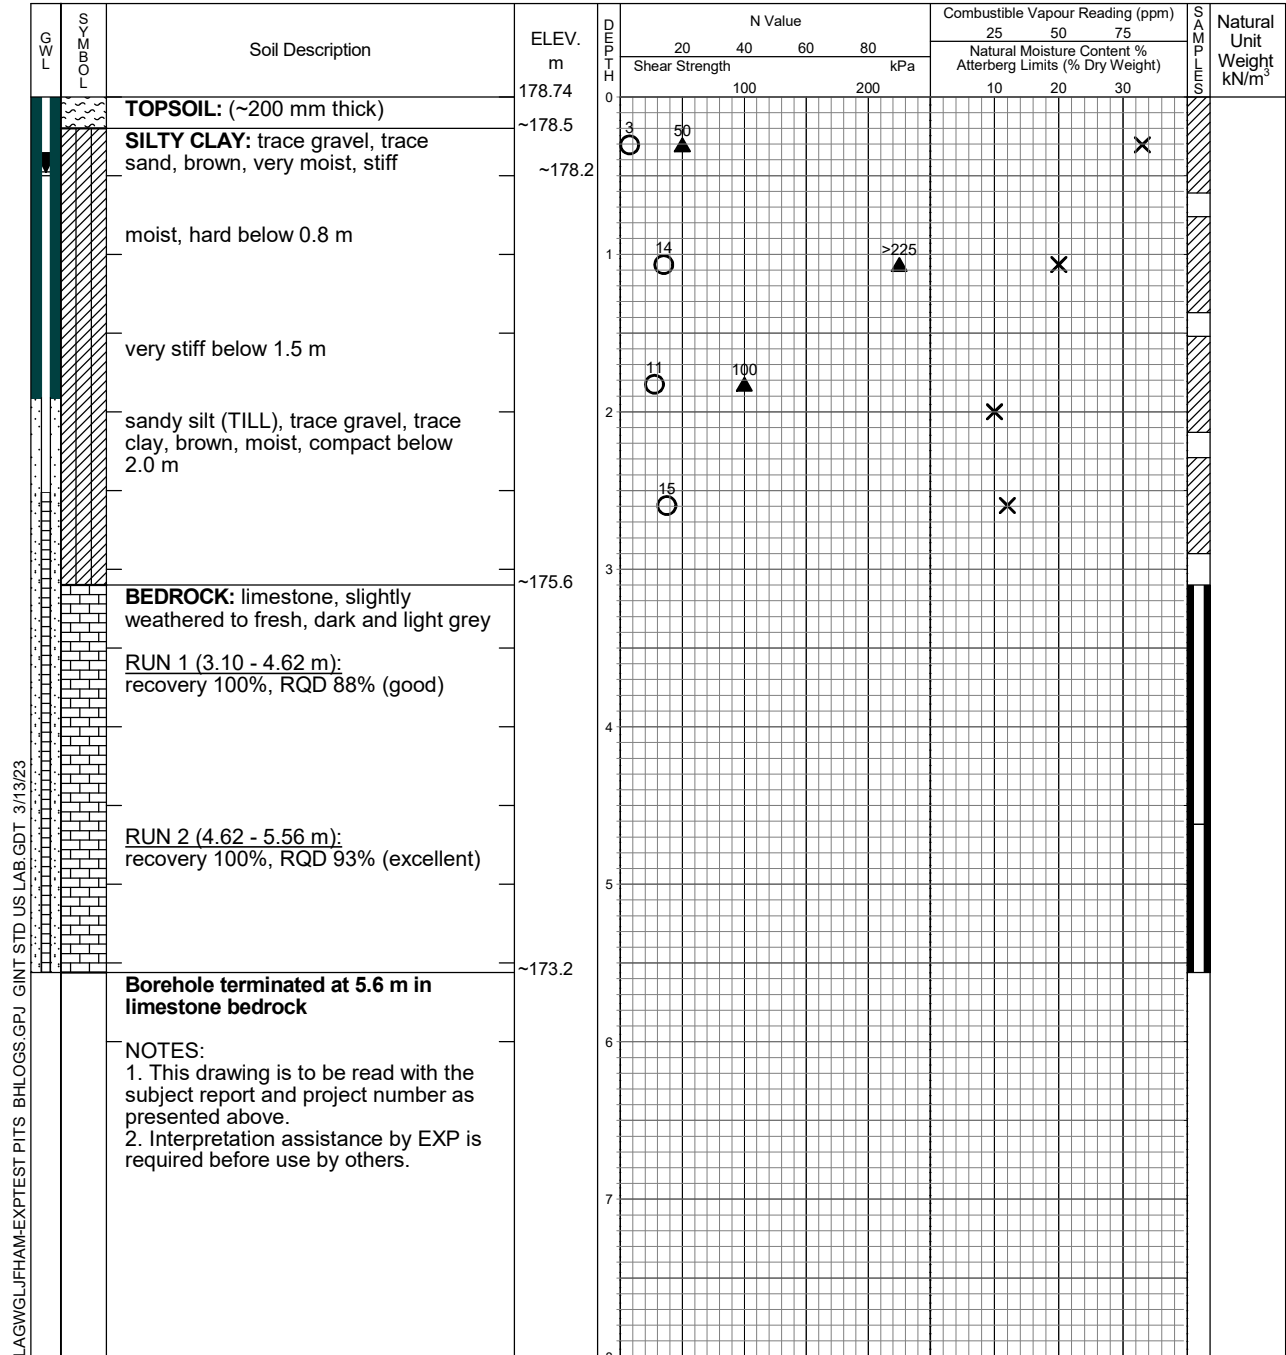 GWL
SYMBOL
Soil Description
ELEV.
m
DEPTH
N Value
20 40 60 80
Shear Strength kPa
100 200
Combustible Vapour Reading (ppm)
25 50 75
Natural Moisture Content %
Atterberg Limits (% Dry Weight)
10 20 30
SAMPLES
Natural
Unit
Weight
kN/m³
178.74
0
TOPSOIL: (~200 mm thick)
~178.5
SILTY CLAY: trace gravel, trace
sand, brown, very moist, stiff
~178.2
3
50
moist, hard below 0.8 m
14
>225
1
very stiff below 1.5 m
11
100
2
sandy silt (TILL), trace gravel, trace
clay, brown, moist, compact below
2.0 m
15
3
~175.6
BEDROCK: limestone, slightly
weathered to fresh, dark and light grey
RUN 1 (3.10 - 4.62 m):
recovery 100%, RQD 88% (good)
4
RUN 2 (4.62 - 5.56 m):
recovery 100%, RQD 93% (excellent)
5
~173.2
Borehole terminated at 5.6 m in
limestone bedrock
6
NOTES:
1. This drawing is to be read with the
subject report and project number as
presented above.
2. Interpretation assistance by EXP is
required before use by others.
7
LAGWGLJFHAM-EXPTEST PITS BHLOGS.GPJ GINT STD US LAB.GDT 3/13/23